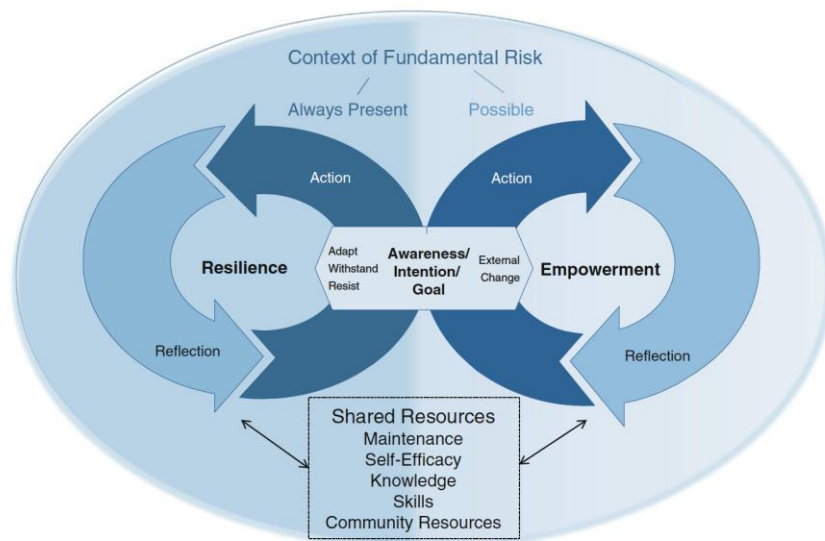 Context of Fundamental Risk
Always Present
Possible
Action
Action
Resilience
Adapt
Withstand
Resist
Awareness/
Intention/
Goal
External
Change
Empowerment
Reflection
Reflection
Shared Resources
Maintenance
Self-Efficacy
Knowledge
Skills
Community Resources